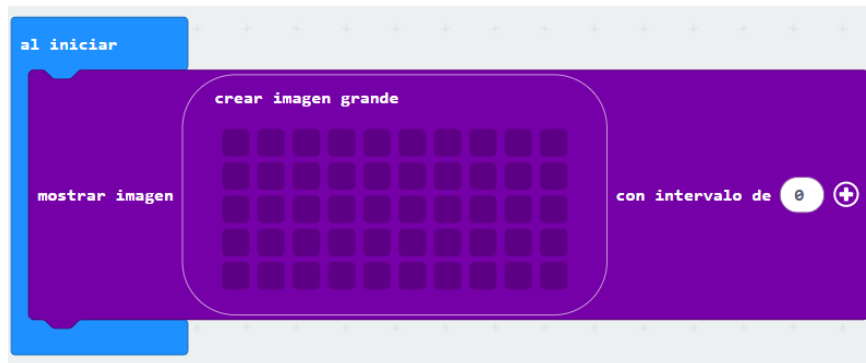 al iniciar
crear imagen grande
mostrar imagen
con intervalo de 0